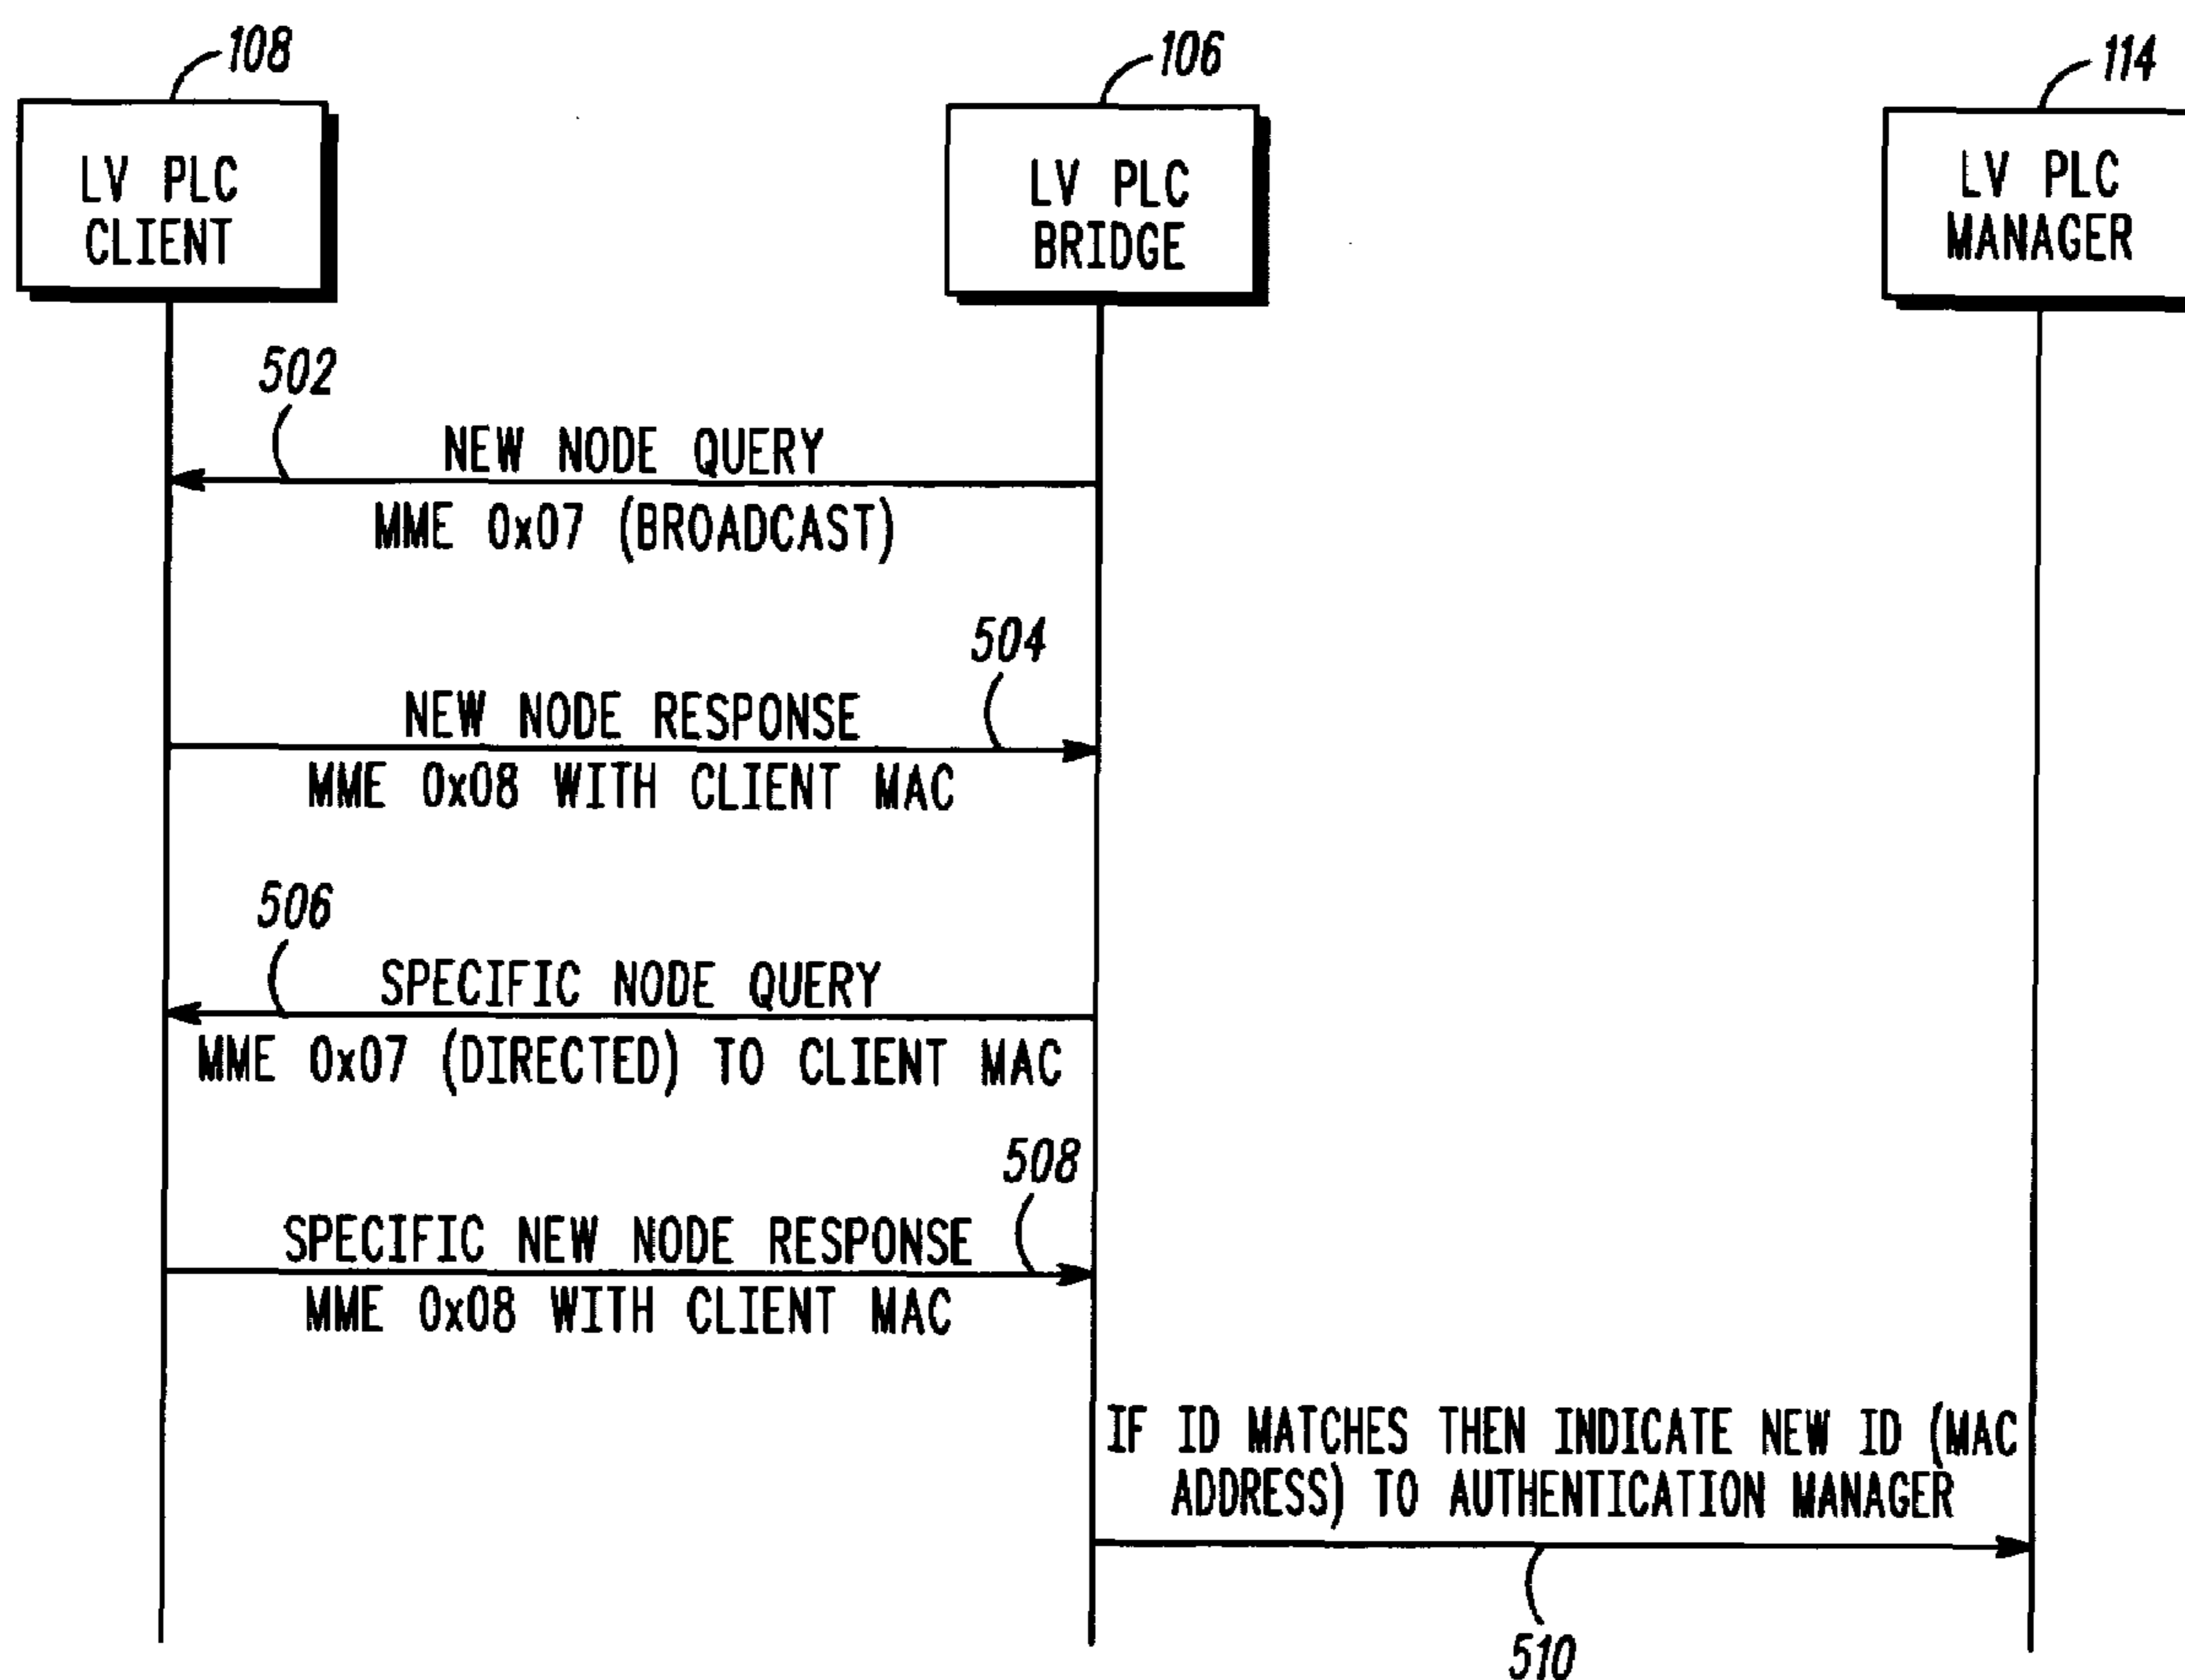 108
106
114
LV PLC
CLIENT
LV PLC
BRIDGE
LV PLC
MANAGER
502
NEW NODE QUERY
MME 0x07 (BROADCAST)
504
NEW NODE RESPONSE
MME 0x08 WITH CLIENT MAC
506
SPECIFIC NODE QUERY
MME 0x07 (DIRECTED) TO CLIENT MAC
508
SPECIFIC NEW NODE RESPONSE
MME 0x08 WITH CLIENT MAC
IF ID MATCHES THEN INDICATE NEW ID (MAC
ADDRESS) TO AUTHENTICATION MANAGER
510